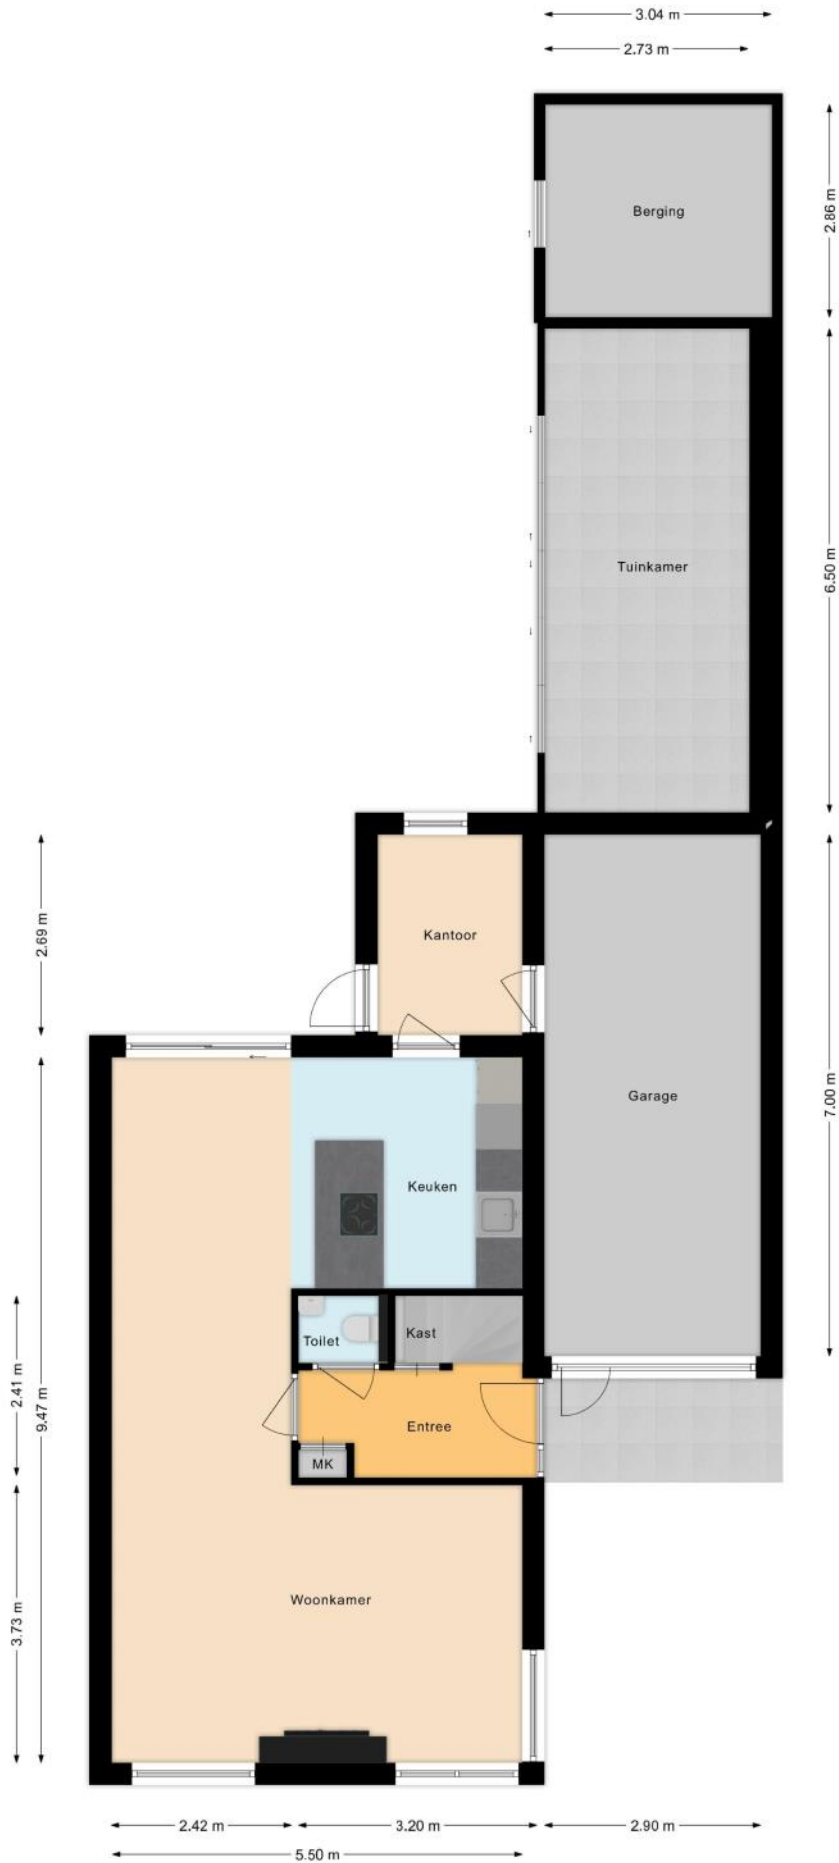 3.04 m
2.73 m
Berging
2.86 m
Tuinkamer
6.50 m
Kantoor
2.69 m
Garage
7.00 m
Keuken
Toilet
Kast
2.41 m
9.47 m
Entree
MK
Woonkamer
3.73 m
2.42 m
3.20 m
2.90 m
5.50 m